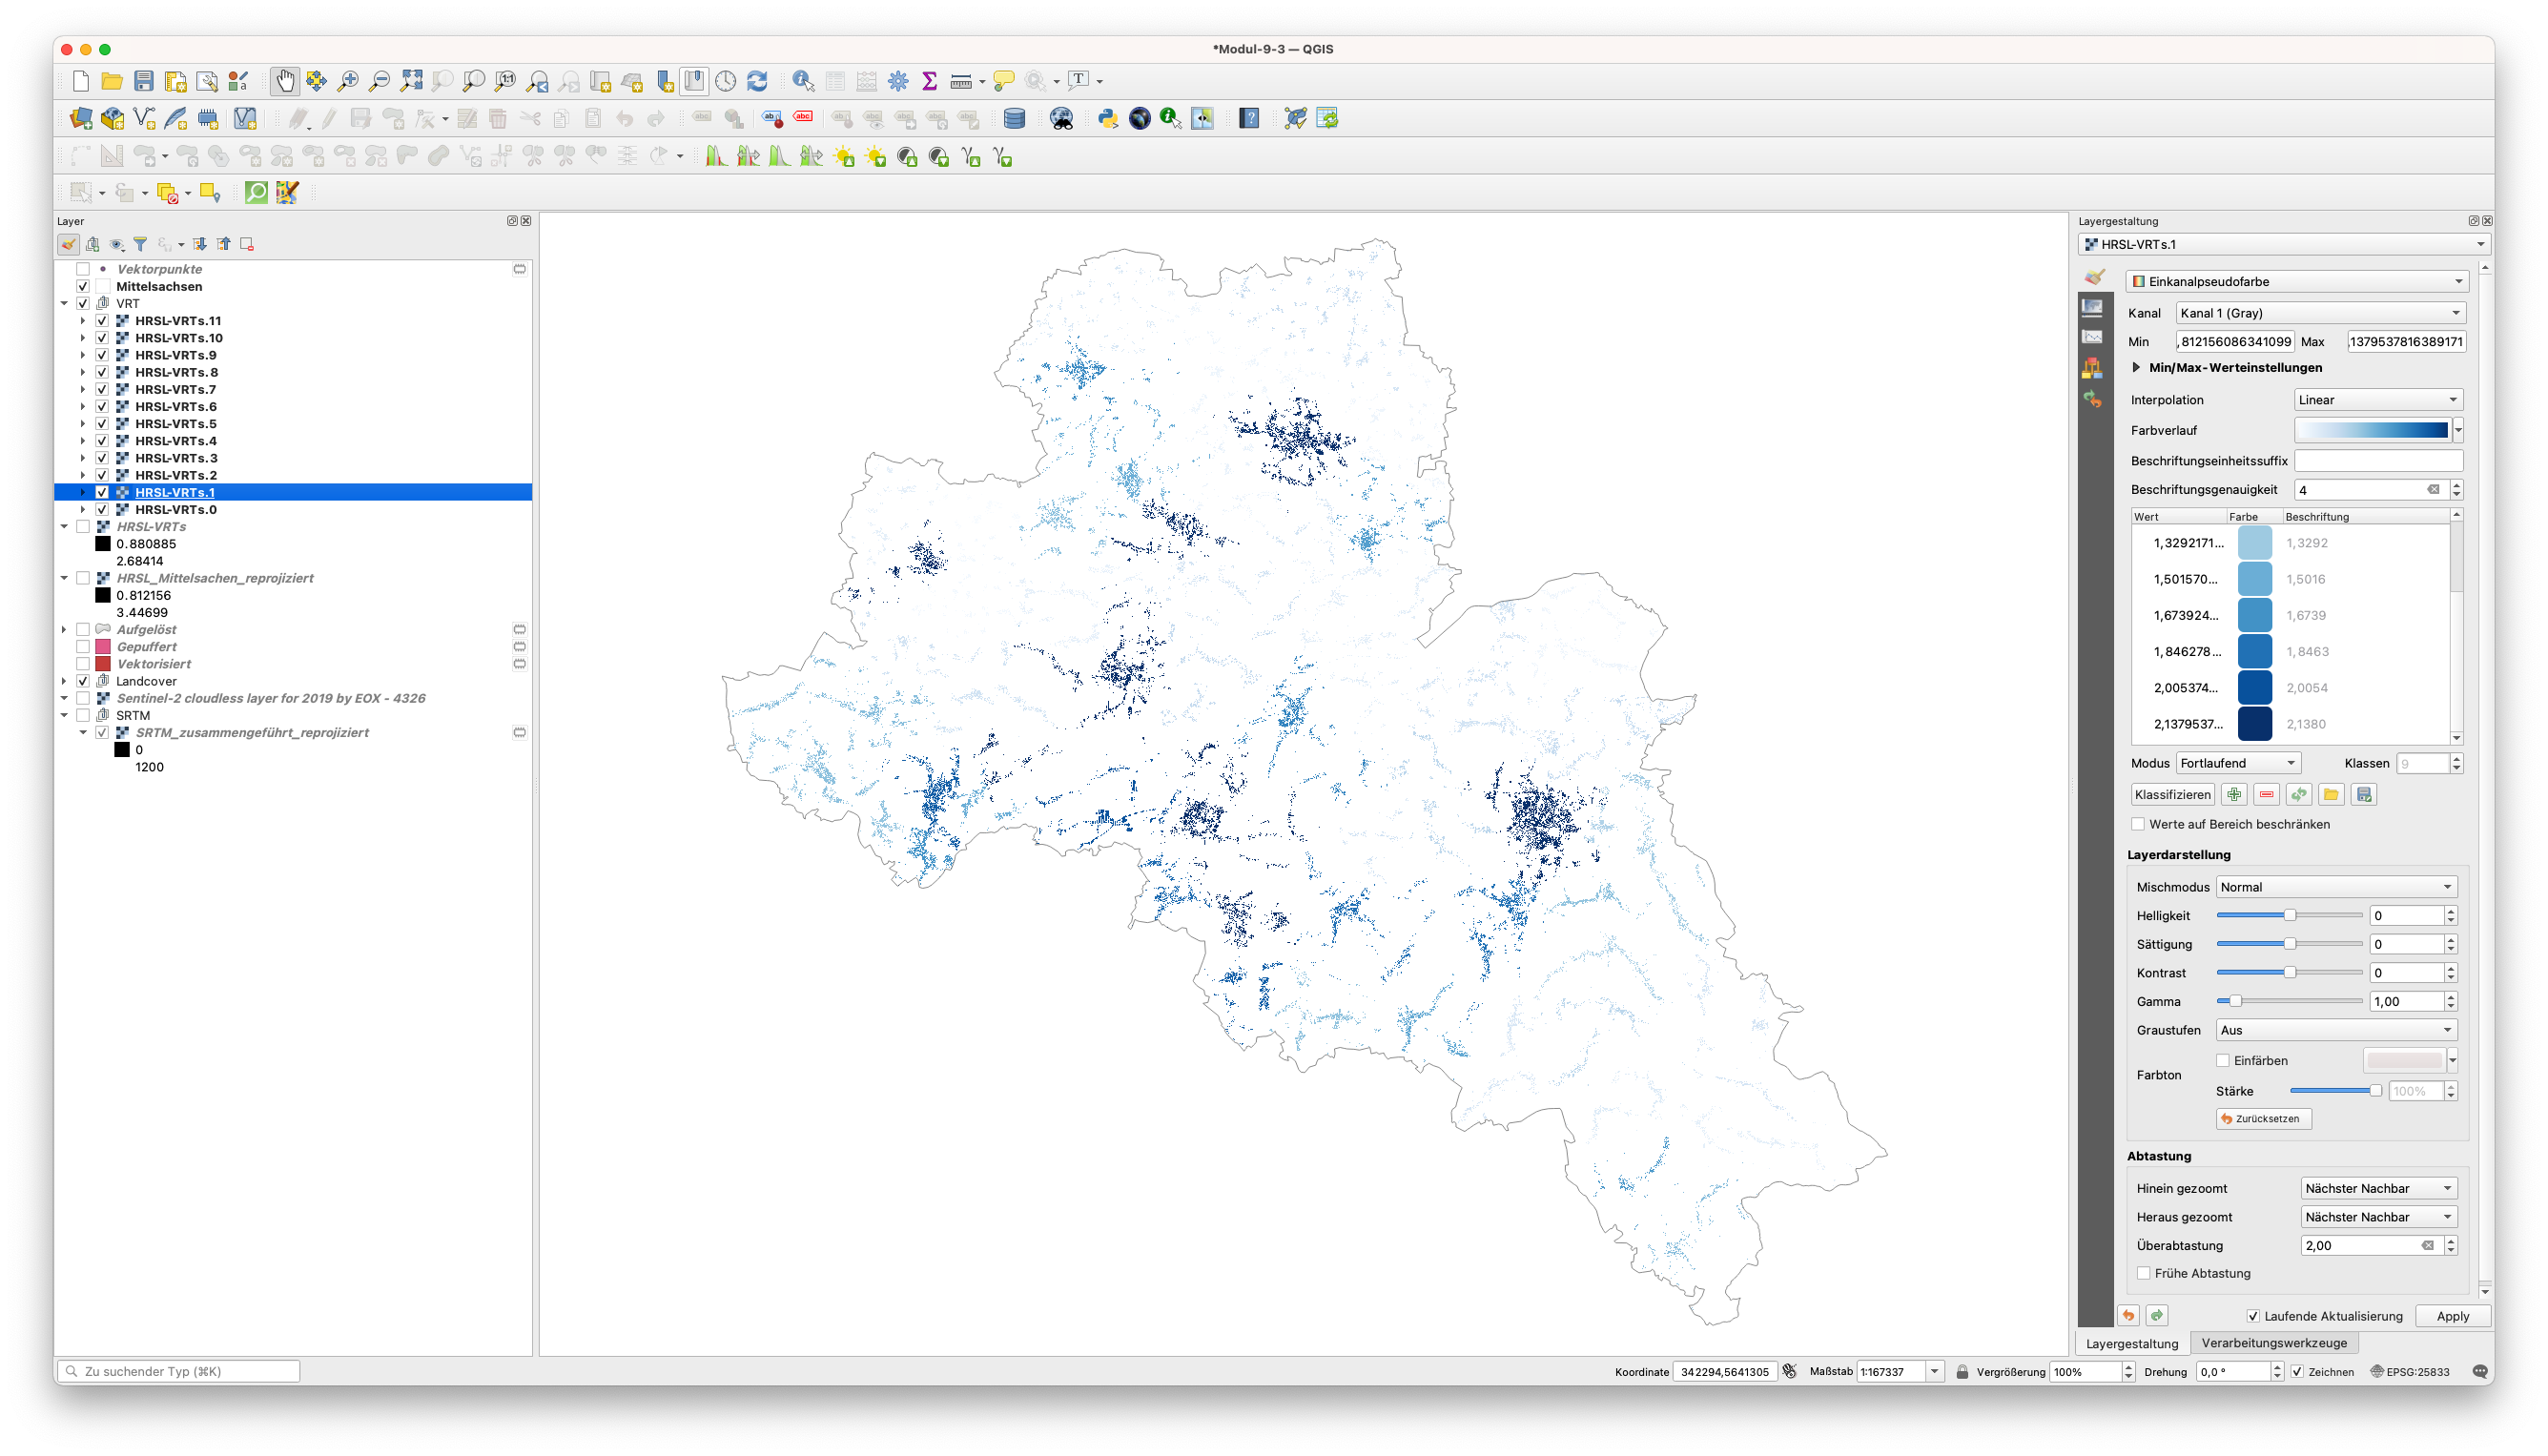 *Modul-9-3 — QGIS
Layer
Vektorpunkte
Mittelsachsen
VRT
HRSL-VRTs.11
HRSL-VRTs.10
HRSL-VRTs.9
HRSL-VRTs.8
HRSL-VRTs.7
HRSL-VRTs.6
HRSL-VRTs.5
HRSL-VRTs.4
HRSL-VRTs.3
HRSL-VRTs.2
HRSL-VRTs.1
HRSL-VRTs.0
HRSL-VRTs
0.880885
2.68414
HRSL_Mittelsachen_reprojiziert
0.812156
3.44699
Aufgelöst
Gepuffert
Vektorisiert
Landcover
Sentinel-2 cloudless layer for 2019 by EOX - 4326
SRTM
SRTM_zusammengeführt_reprojiziert
0
1200
Layergestaltung
HRSL-VRTs.1
Einkanalpseudofarbe
Kanal Kanal 1 (Gray)
Min ,812156086341099 Max .1379537816389171
Min/Max-Werteinstellungen
Interpolation Linear
Farbverlauf
Beschriftungseinheitssuffix
Beschriftungsgenauigkeit 4
Wert Farbe Beschriftung
1,3292171... 1,3292
1,501570... 1,5016
1,673924... 1,6739
1,846278... 1,8463
2,005374... 2,0054
2,1379537... 2,1380
Modus Fortlaufend Klassen 9
Klassifizieren
Werte auf Bereich beschränken
Layerdarstellung
Mischmodus Normal
Helligkeit 0
Sättigung 0
Kontrast 0
Gamma 1,00
Graustufen Aus
Einfärben
Farbton
Stärke 100%
Zurücksetzen
Abtastung
Hinein gezoomt Nächster Nachbar
Heraus gezoomt Nächster Nachbar
Überabtastung 2,00
Frühe Abtastung
Laufende Aktualisierung Apply
Layergestaltung Verarbeitungswerkzeuge
Zu suchender Typ (⌘K) Koordinate 342294,5641305 Maßstab 1:167337 Vergrößerung 100% Drehung 0,0 ° Zeichnen EPSG:25833